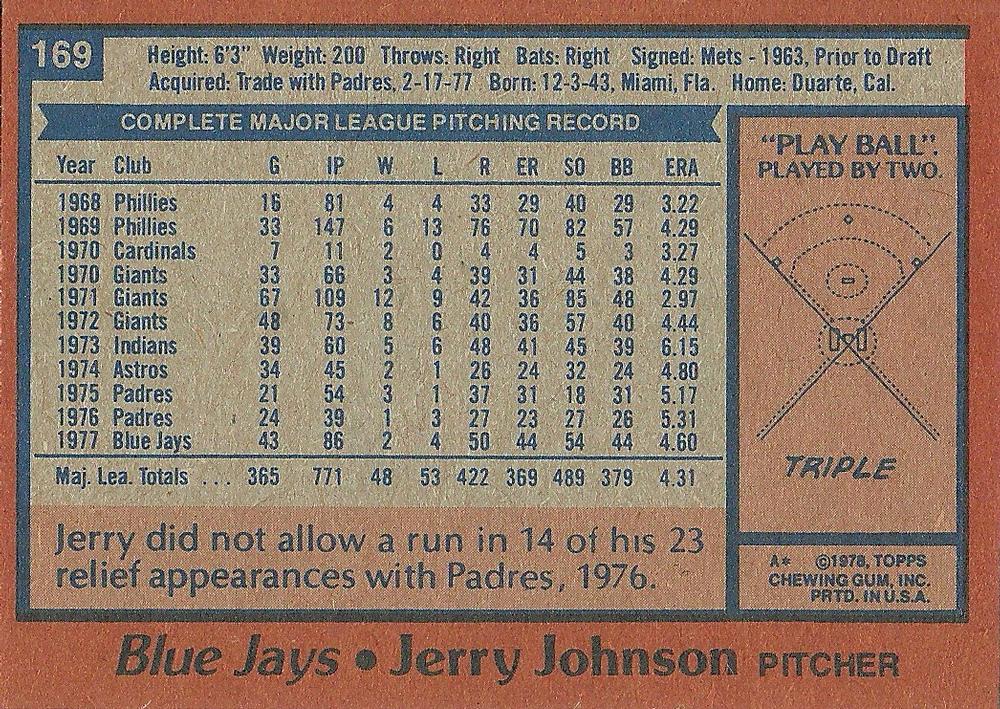 169
Height: 6'3" Weight: 200 Throws: Right Bats: Right Signed: Mets - 1963, Prior to Draft
Acquired: Trade with Padres, 2-17-77 Born: 12-3-43, Miami, Fla. Home: Duarte, Cal.
COMPLETE MAJOR LEAGUE PITCHING RECORD
Year Club G IP W L R ER SO BB ERA
1968 Phillies 16 81 4 4 33 29 40 29 3.22
1969 Phillies 33 147 6 13 76 70 82 57 4.29
1970 Cardinals 7 11 2 0 4 4 5 3 3.27
1970 Giants 33 66 3 4 39 31 44 38 4.29
1971 Giants 67 109 12 9 42 36 85 48 2.97
1972 Giants 48 73 8 6 40 36 57 40 4.44
1973 Indians 39 60 5 6 48 41 45 39 6.15
1974 Astros 34 45 2 1 26 24 32 24 4.80
1975 Padres 21 54 3 1 37 31 18 31 5.17
1976 Padres 24 39 1 3 27 23 27 26 5.31
1977 Blue Jays 43 86 2 4 50 44 54 44 4.60
Maj. Lea. Totals ... 365 771 48 53 422 369 489 379 4.31
Jerry did not allow a run in 14 of his 23
relief appearances with Padres, 1976.
"PLAY BALL".
PLAYED BY TWO.
TRIPLE
A* ©1978, TOPPS
CHEWING GUM, INC.
PRTD. IN U.S.A.
Blue Jays • Jerry Johnson PITCHER